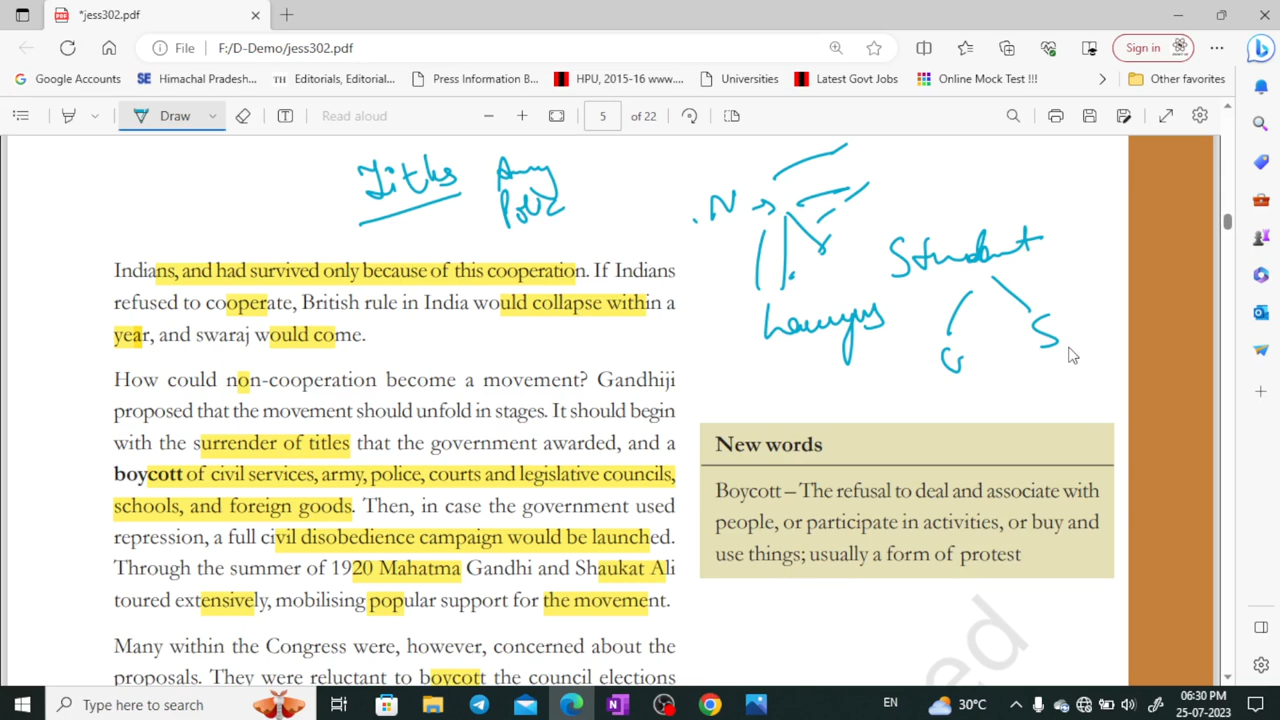 *jess302.pdf
File F:/D-Demo/jess302.pdf Sign in
Google Accounts SE Himachal Pradesh... TH Editorials, Editorial... Press Information B... HPU, 2015-16 www.... Universities Latest Govt Jobs Online Mock Test !!! Other favorites
Draw Read aloud 5 of 22
Titles Army
Police
.N
Student
Lawyers
G S
Indians, and had survived only because of this cooperation. If Indians
refused to cooperate, British rule in India would collapse within a
year, and swaraj would come.
How could non-cooperation become a movement? Gandhiji
proposed that the movement should unfold in stages. It should begin
with the surrender of titles that the government awarded, and a
boycott of civil services, army, police, courts and legislative councils,
schools, and foreign goods. Then, in case the government used
repression, a full civil disobedience campaign would be launched.
Through the summer of 1920 Mahatma Gandhi and Shaukat Ali
toured extensively, mobilising popular support for the movement.
Many within the Congress were, however, concerned about the
proposals. They were reluctant to boycott the council elections
New words
Boycott – The refusal to deal and associate with
people, or participate in activities, or buy and
use things; usually a form of protest
ed
Type here to search 30°C EN 06:30 PM
25-07-2023